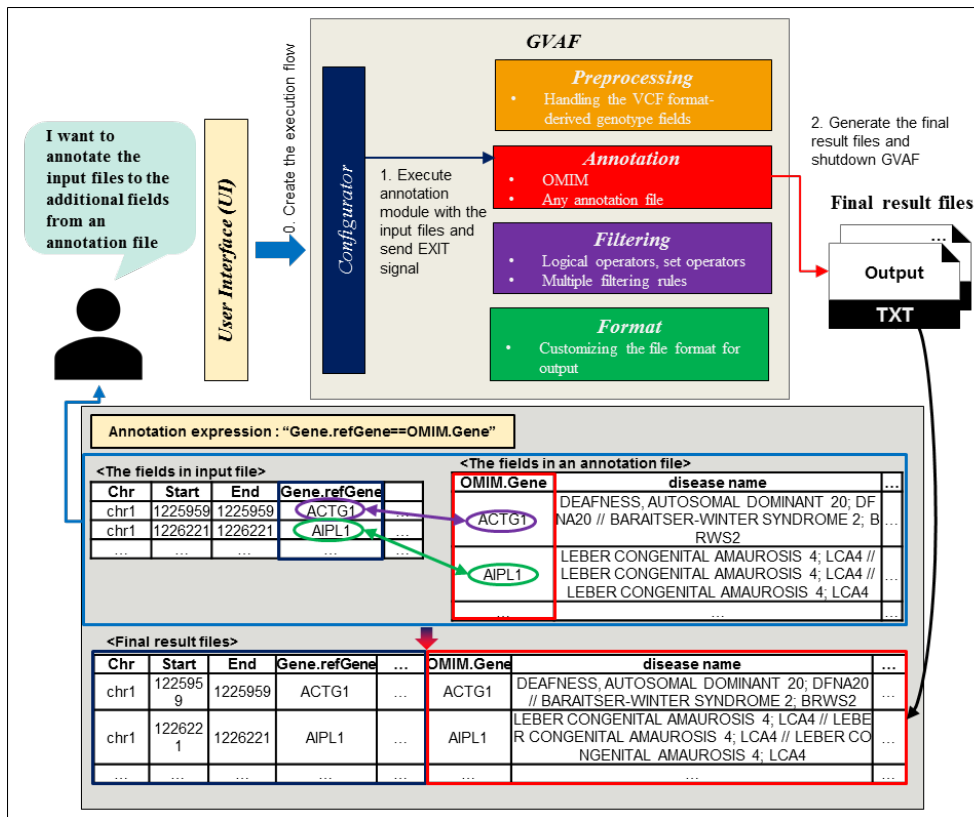 I want to
annotate the
input files to the
additional fields
from an
annotation file
User Interface (UI)
0. Create the execution flow
GVAF
Configurator
1. Execute
annotation
module with the
input files and
send EXIT
signal
Preprocessing
• Handling the VCF format-
derived genotype fields
Annotation
• OMIM
• Any annotation file
Filtering
• Logical operators, set operators
• Multiple filtering rules
Format
• Customizing the file format for
output
2. Generate the final
result files and
shutdown GVAF
Final result files
...
Output
TXT
Annotation expression : “Gene.refGene==OMIM.Gene”
<The fields in input file>
Chr Start End Gene.refGene
chr1 1225959 1225959 ACTG1 ...
chr1 1226221 1226221 AIPL1 ...
... ... ... ...
<The fields in an annotation file>
OMIM.Gene disease name ...
DEAFNESS, AUTOSOMAL DOMINANT 20; DF
ACTG1 NA20 // BARAITSER-WINTER SYNDROME 2; B ...
RWS2
LEBER CONGENITAL AMAUROSIS 4; LCA4 //
AIPL1 LEBER CONGENITAL AMAUROSIS 4; LCA4 // ...
LEBER CONGENITAL AMAUROSIS 4; LCA4
... ... ...
<Final result files>
Chr Start End Gene.refGene ... OMIM.Gene disease name ...
chr1 122595 1225959 ACTG1 ... ACTG1 DEAFNESS, AUTOSOMAL DOMINANT 20; DFNA20 ...
9 // BARAITSER-WINTER SYNDROME 2; BRWS2
LEBER CONGENITAL AMAUROSIS 4; LCA4 // LEBE
chr1 122622 1226221 AIPL1 ... AIPL1 R CONGENITAL AMAUROSIS 4; LCA4 // LEBER CO ...
1 NGENITAL AMAUROSIS 4; LCA4
... ... ... ... ... ... ... ...